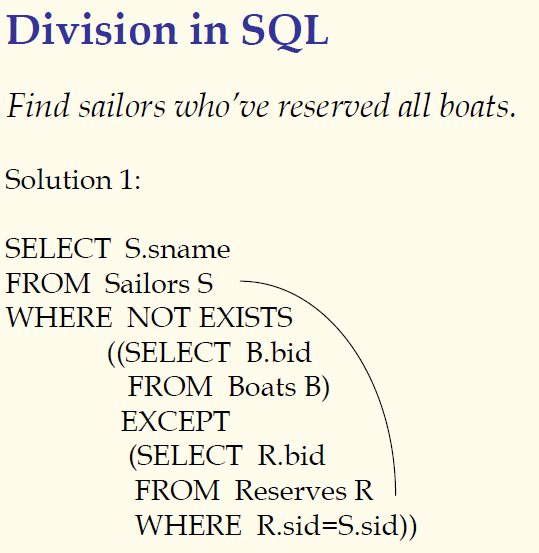 Division in SQL
Find sailors who've reserved all boats.
Solution 1:
SELECT S.sname
FROM Sailors S
WHERE NOT EXISTS
((SELECT B.bid
FROM Boats B)
EXCEPT
(SELECT R.bid
FROM Reserves R
WHERE R.sid=S.sid))